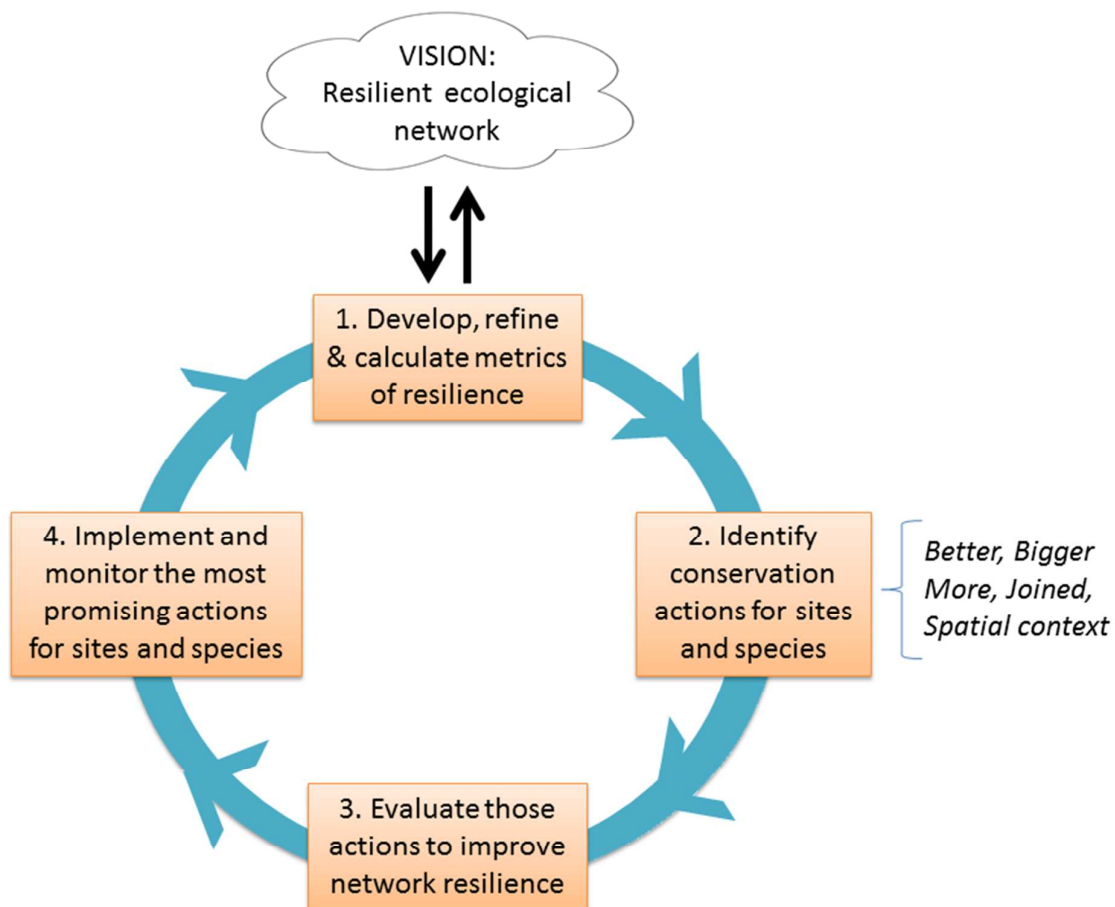 VISION:
Resilient ecological
network
1. Develop, refine
& calculate metrics
of resilience
2. Identify
conservation
actions for sites
and species
Better, Bigger
More, Joined,
Spatial context
3. Evaluate those
actions to improve
network resilience
4. Implement and
monitor the most
promising actions
for sites and species